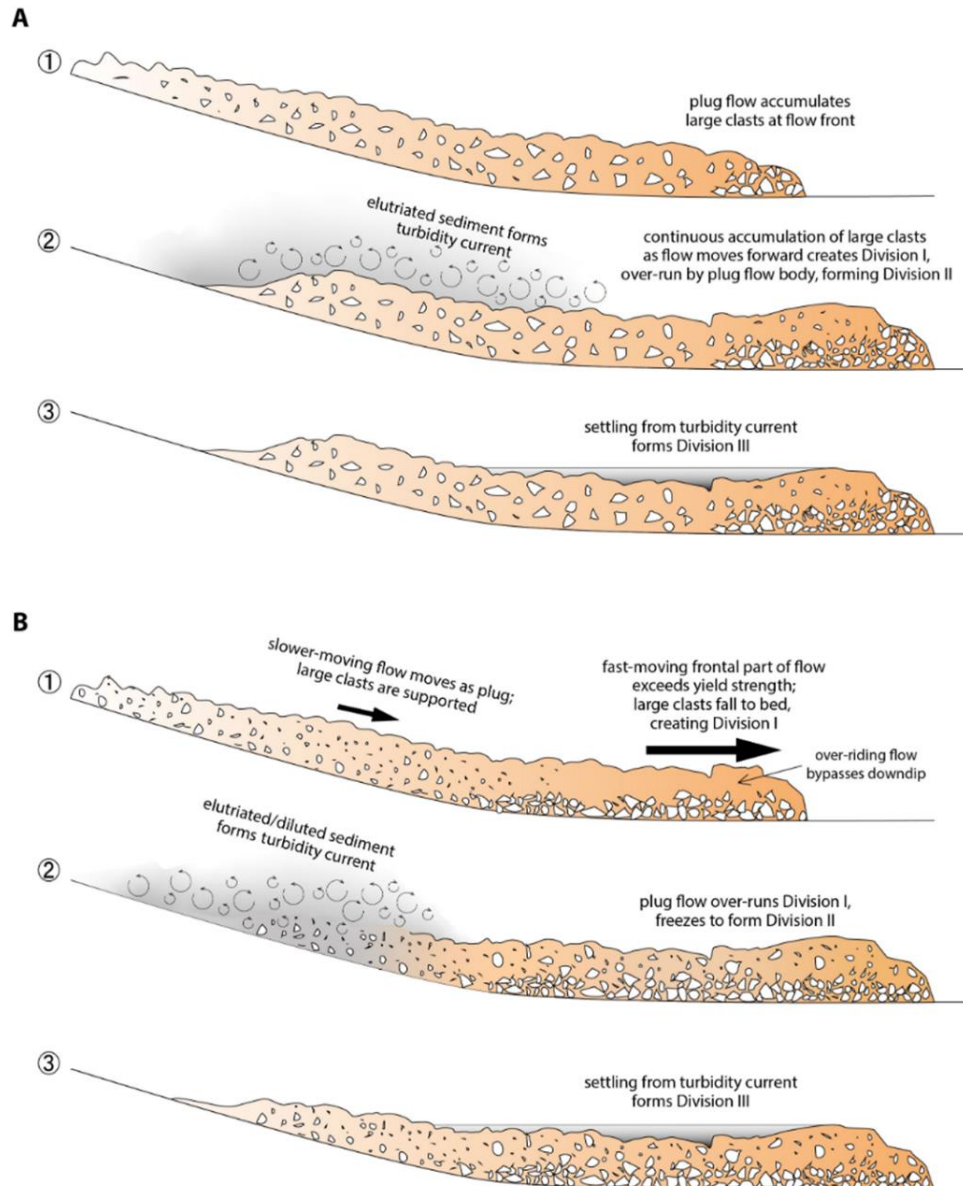 A
①
plug flow accumulates
large clasts at flow front
②
elutriated sediment forms
turbidity current
continuous accumulation of large clasts
as flow moves forward creates Division I,
over-run by plug flow body, forming Division II
③
settling from turbidity current
forms Division III
B
①
slower-moving flow moves as plug;
large clasts are supported
fast-moving frontal part of flow
exceeds yield strength;
large clasts fall to bed,
creating Division I
over-riding flow
bypasses downdip
②
elutriated/diluted sediment
forms turbidity current
plug flow over-runs Division I,
freezes to form Division II
③
settling from turbidity current
forms Division III